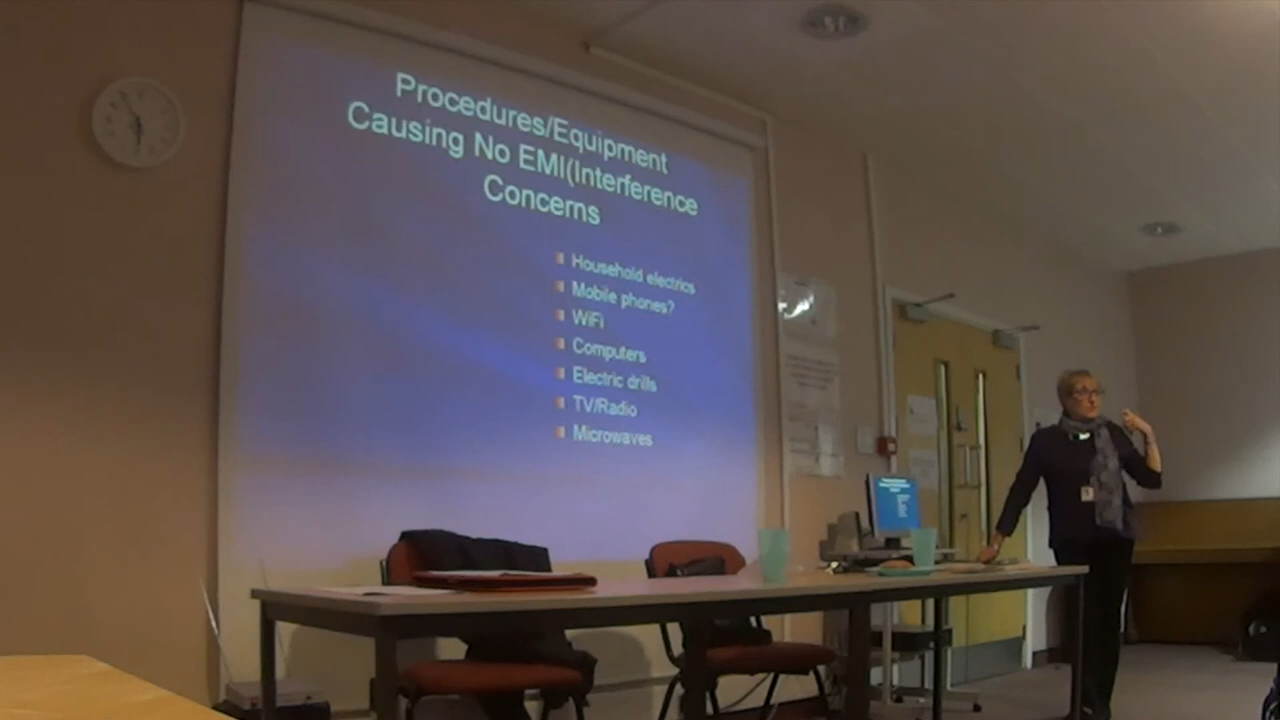 Procedures/Equipment
Causing No EMI(Interference
Concerns
Household electrics
Mobile phones?
WiFi
Computers
Electric drills
TV/Radio
Microwaves